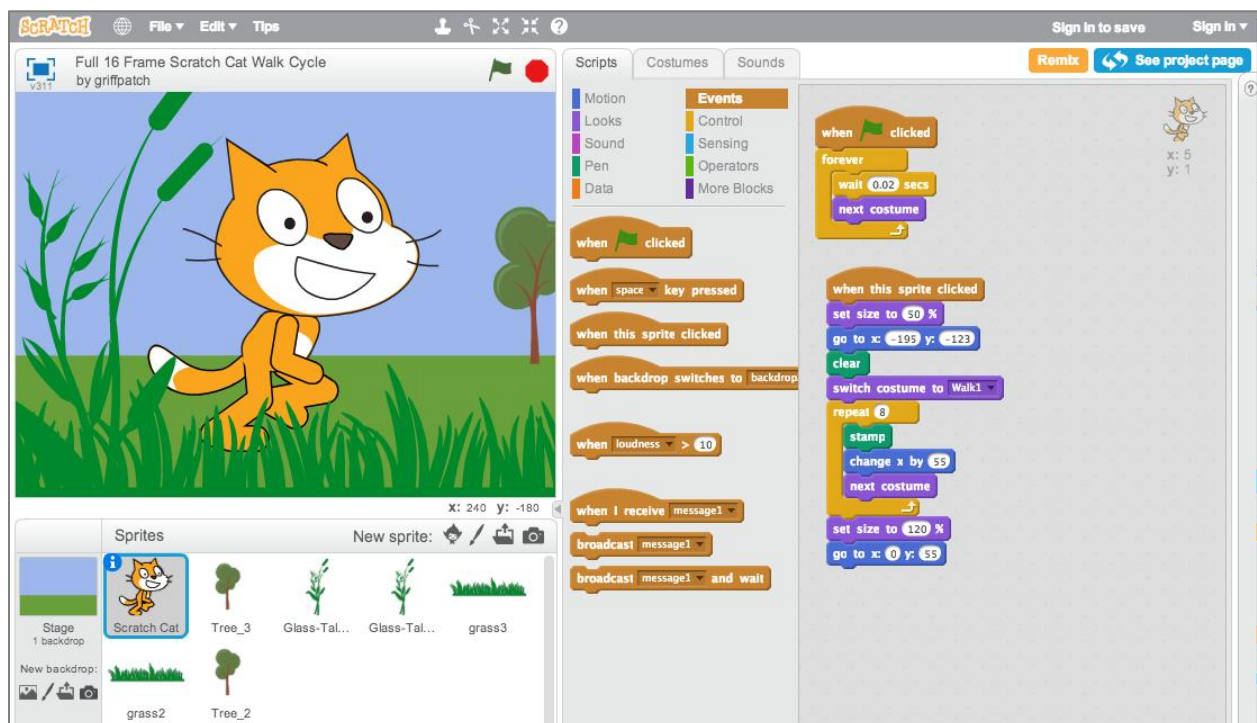 SCRATCH File Edit Tips Sign in to save Sign in
Full 16 Frame Scratch Cat Walk Cycle
by griffpatch
v311
x: 240 y: -180
Sprites New sprite:
Stage
1 backdrop
New backdrop:
Scratch Cat
Tree_3
Glass-Tal...
Glass-Tal...
grass3
grass2
Tree_2
Scripts Costumes Sounds
Remix See project page
Motion Events
Looks Control
Sound Sensing
Pen Operators
Data More Blocks
when clicked
when space key pressed
when this sprite clicked
when backdrop switches to backdrop
when loudness > 10
when I receive message1
broadcast message1
broadcast message1 and wait
when clicked
forever
wait 0.02 secs
next costume
when this sprite clicked
set size to 50 %
go to x: -195 y: -123
clear
switch costume to Walk1
repeat 8
stamp
change x by 55
next costume
set size to 120 %
go to x: 0 y: 55
x: 5
y: 1